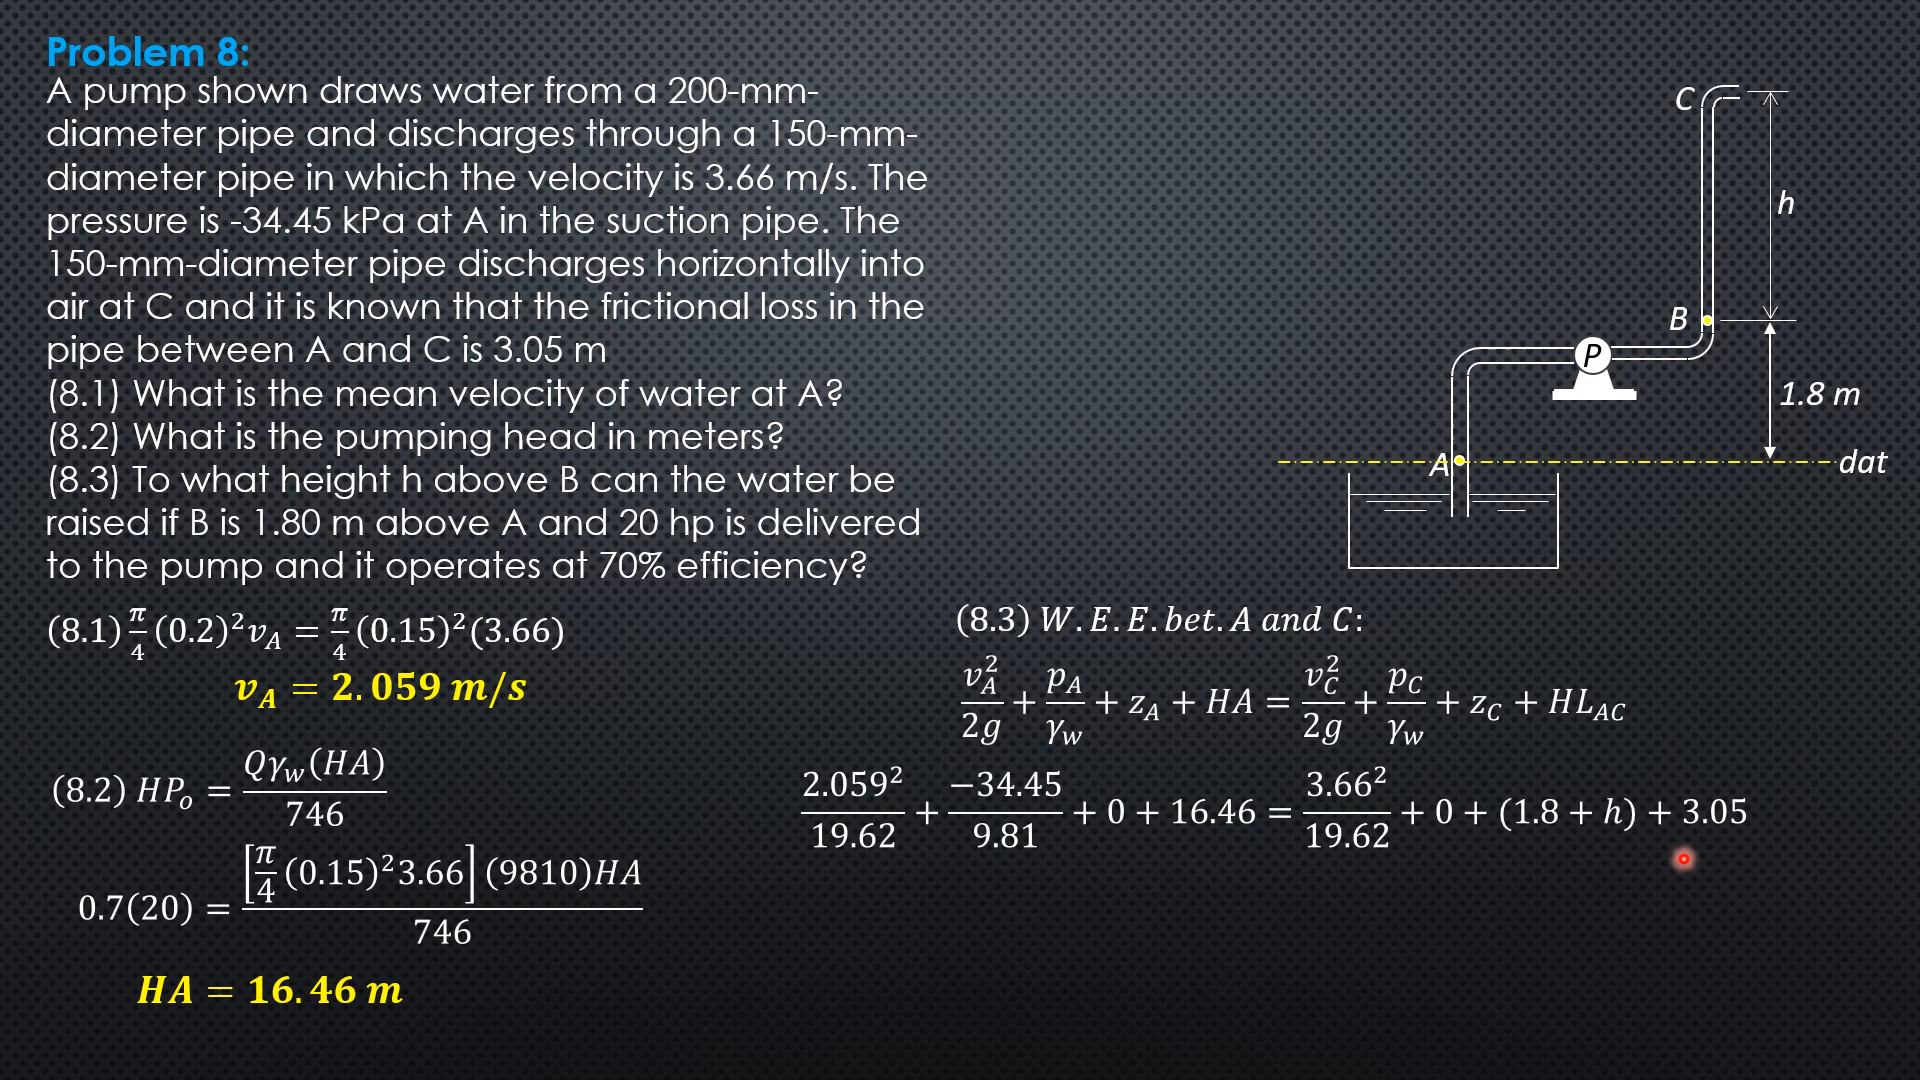 Problem 8:
A pump shown draws water from a 200-mm-
diameter pipe and discharges through a 150-mm-
diameter pipe in which the velocity is 3.66 m/s. The
pressure is -34.45 kPa at A in the suction pipe. The
150-mm-diameter pipe discharges horizontally into
air at C and it is known that the frictional loss in the
pipe between A and C is 3.05 m
(8.1) What is the mean velocity of water at A?
(8.2) What is the pumping head in meters?
(8.3) To what height h above B can the water be
raised if B is 1.80 m above A and 20 hp is delivered
to the pump and it operates at 70% efficiency?
(8.1) π/4 (0.2)² v_A = π/4 (0.15)² (3.66)
v_A = 2.059 m/s
(8.2) HP_o = Qγ_w(HA) / 746
0.7(20) = [π/4 (0.15)² 3.66] (9810)HA / 746
HA = 16.46 m
C
h
B
P
1.8 m
A
dat
(8.3) W.E.E. bet. A and C:
v_A²/2g + p_A/γ_w + z_A + HA = v_C²/2g + p_C/γ_w + z_C + HL_AC
2.059²/19.62 + −34.45/9.81 + 0 + 16.46 = 3.66²/19.62 + 0 + (1.8 + h) + 3.05